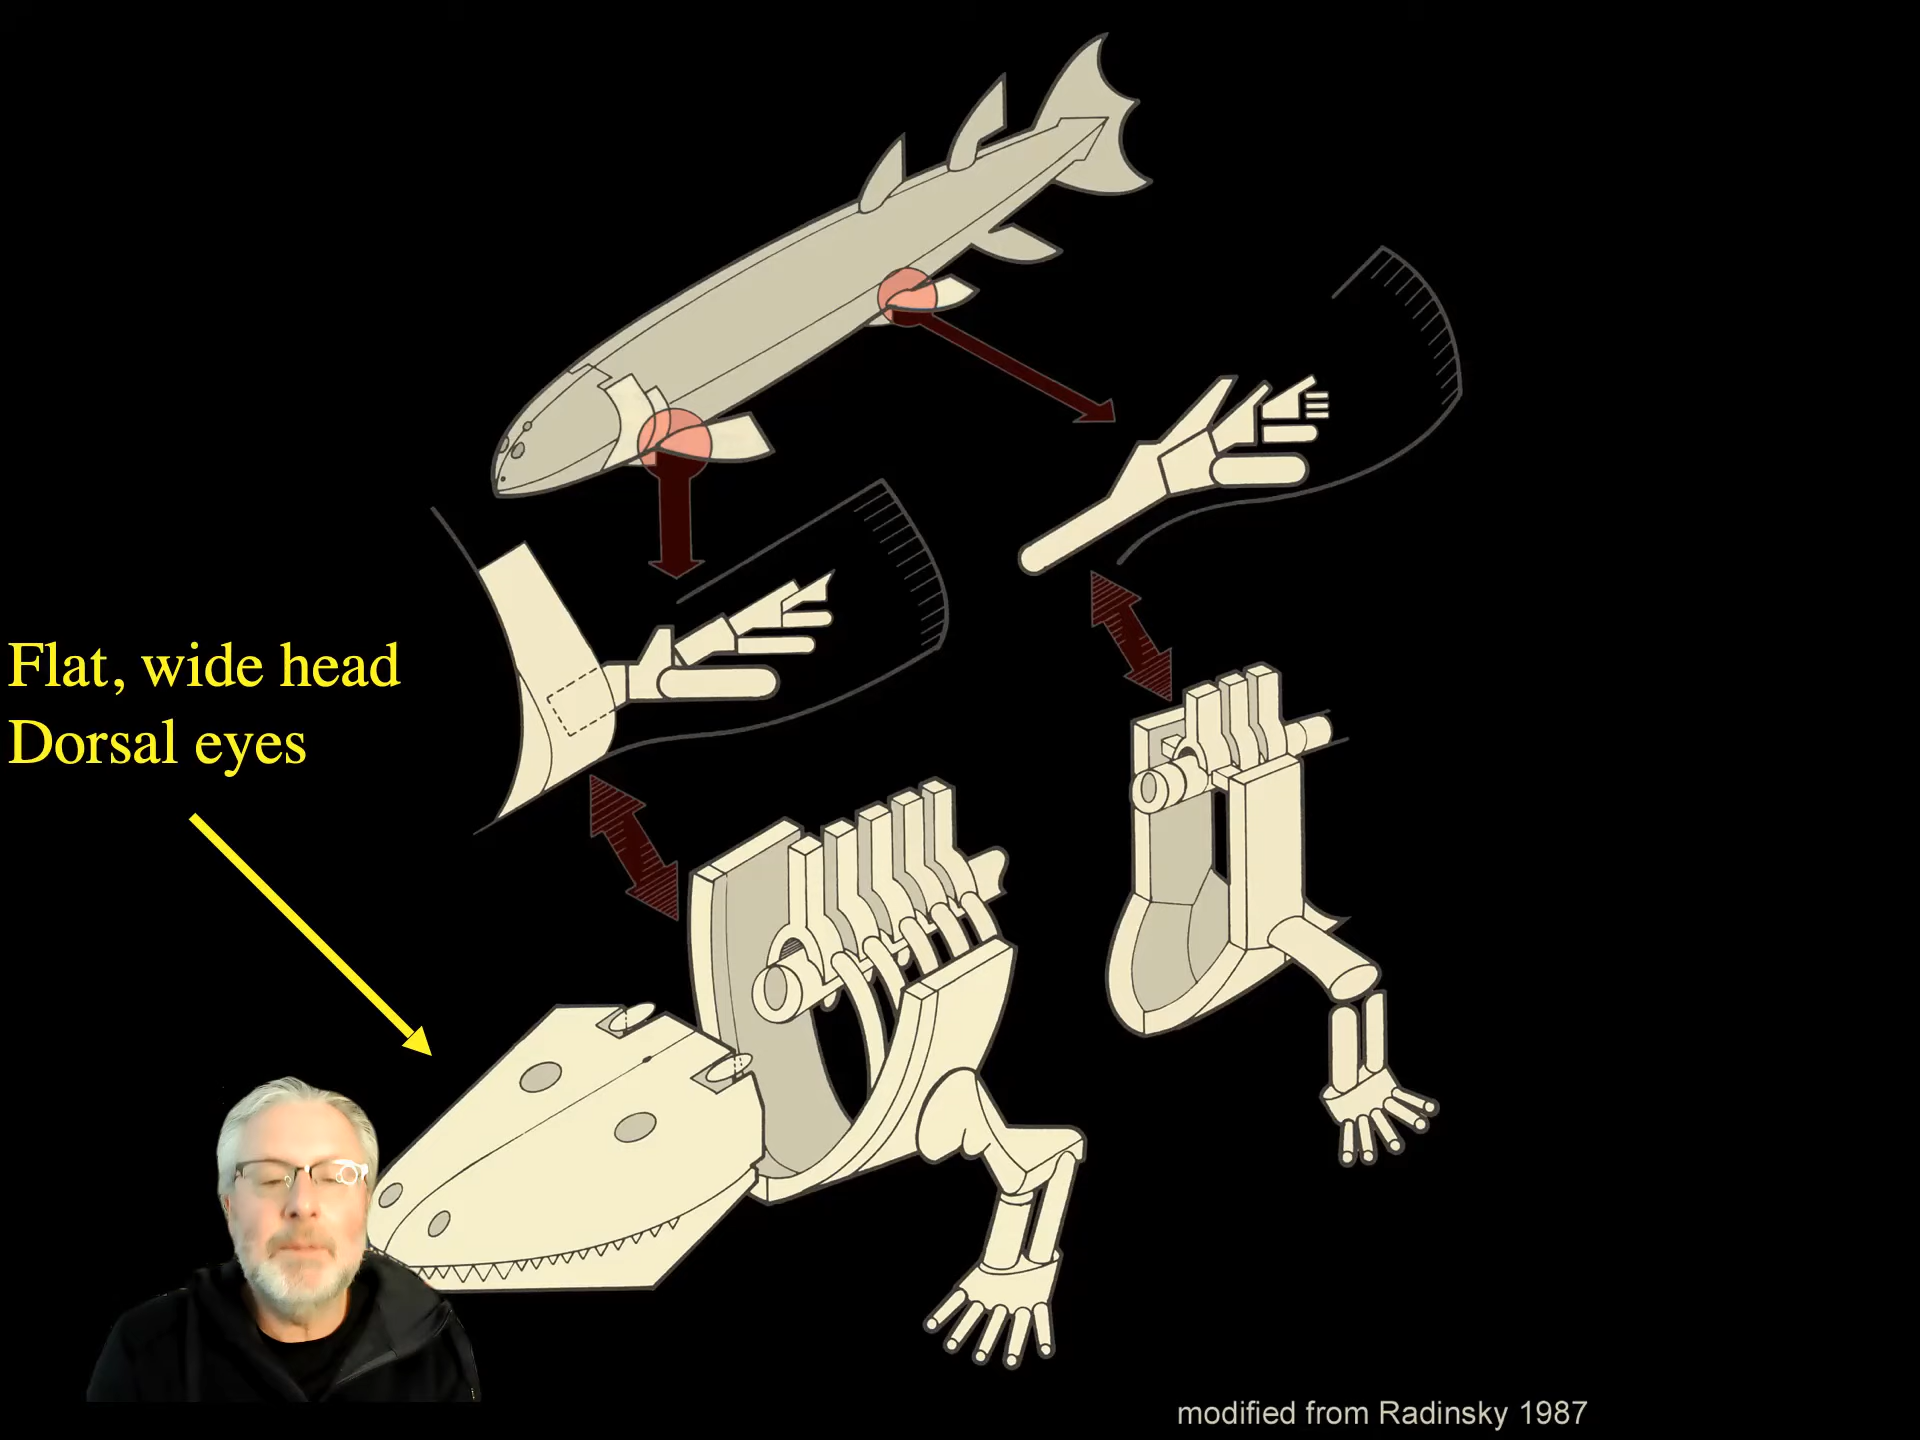 Flat, wide head
Dorsal eyes
modified from Radinsky 1987